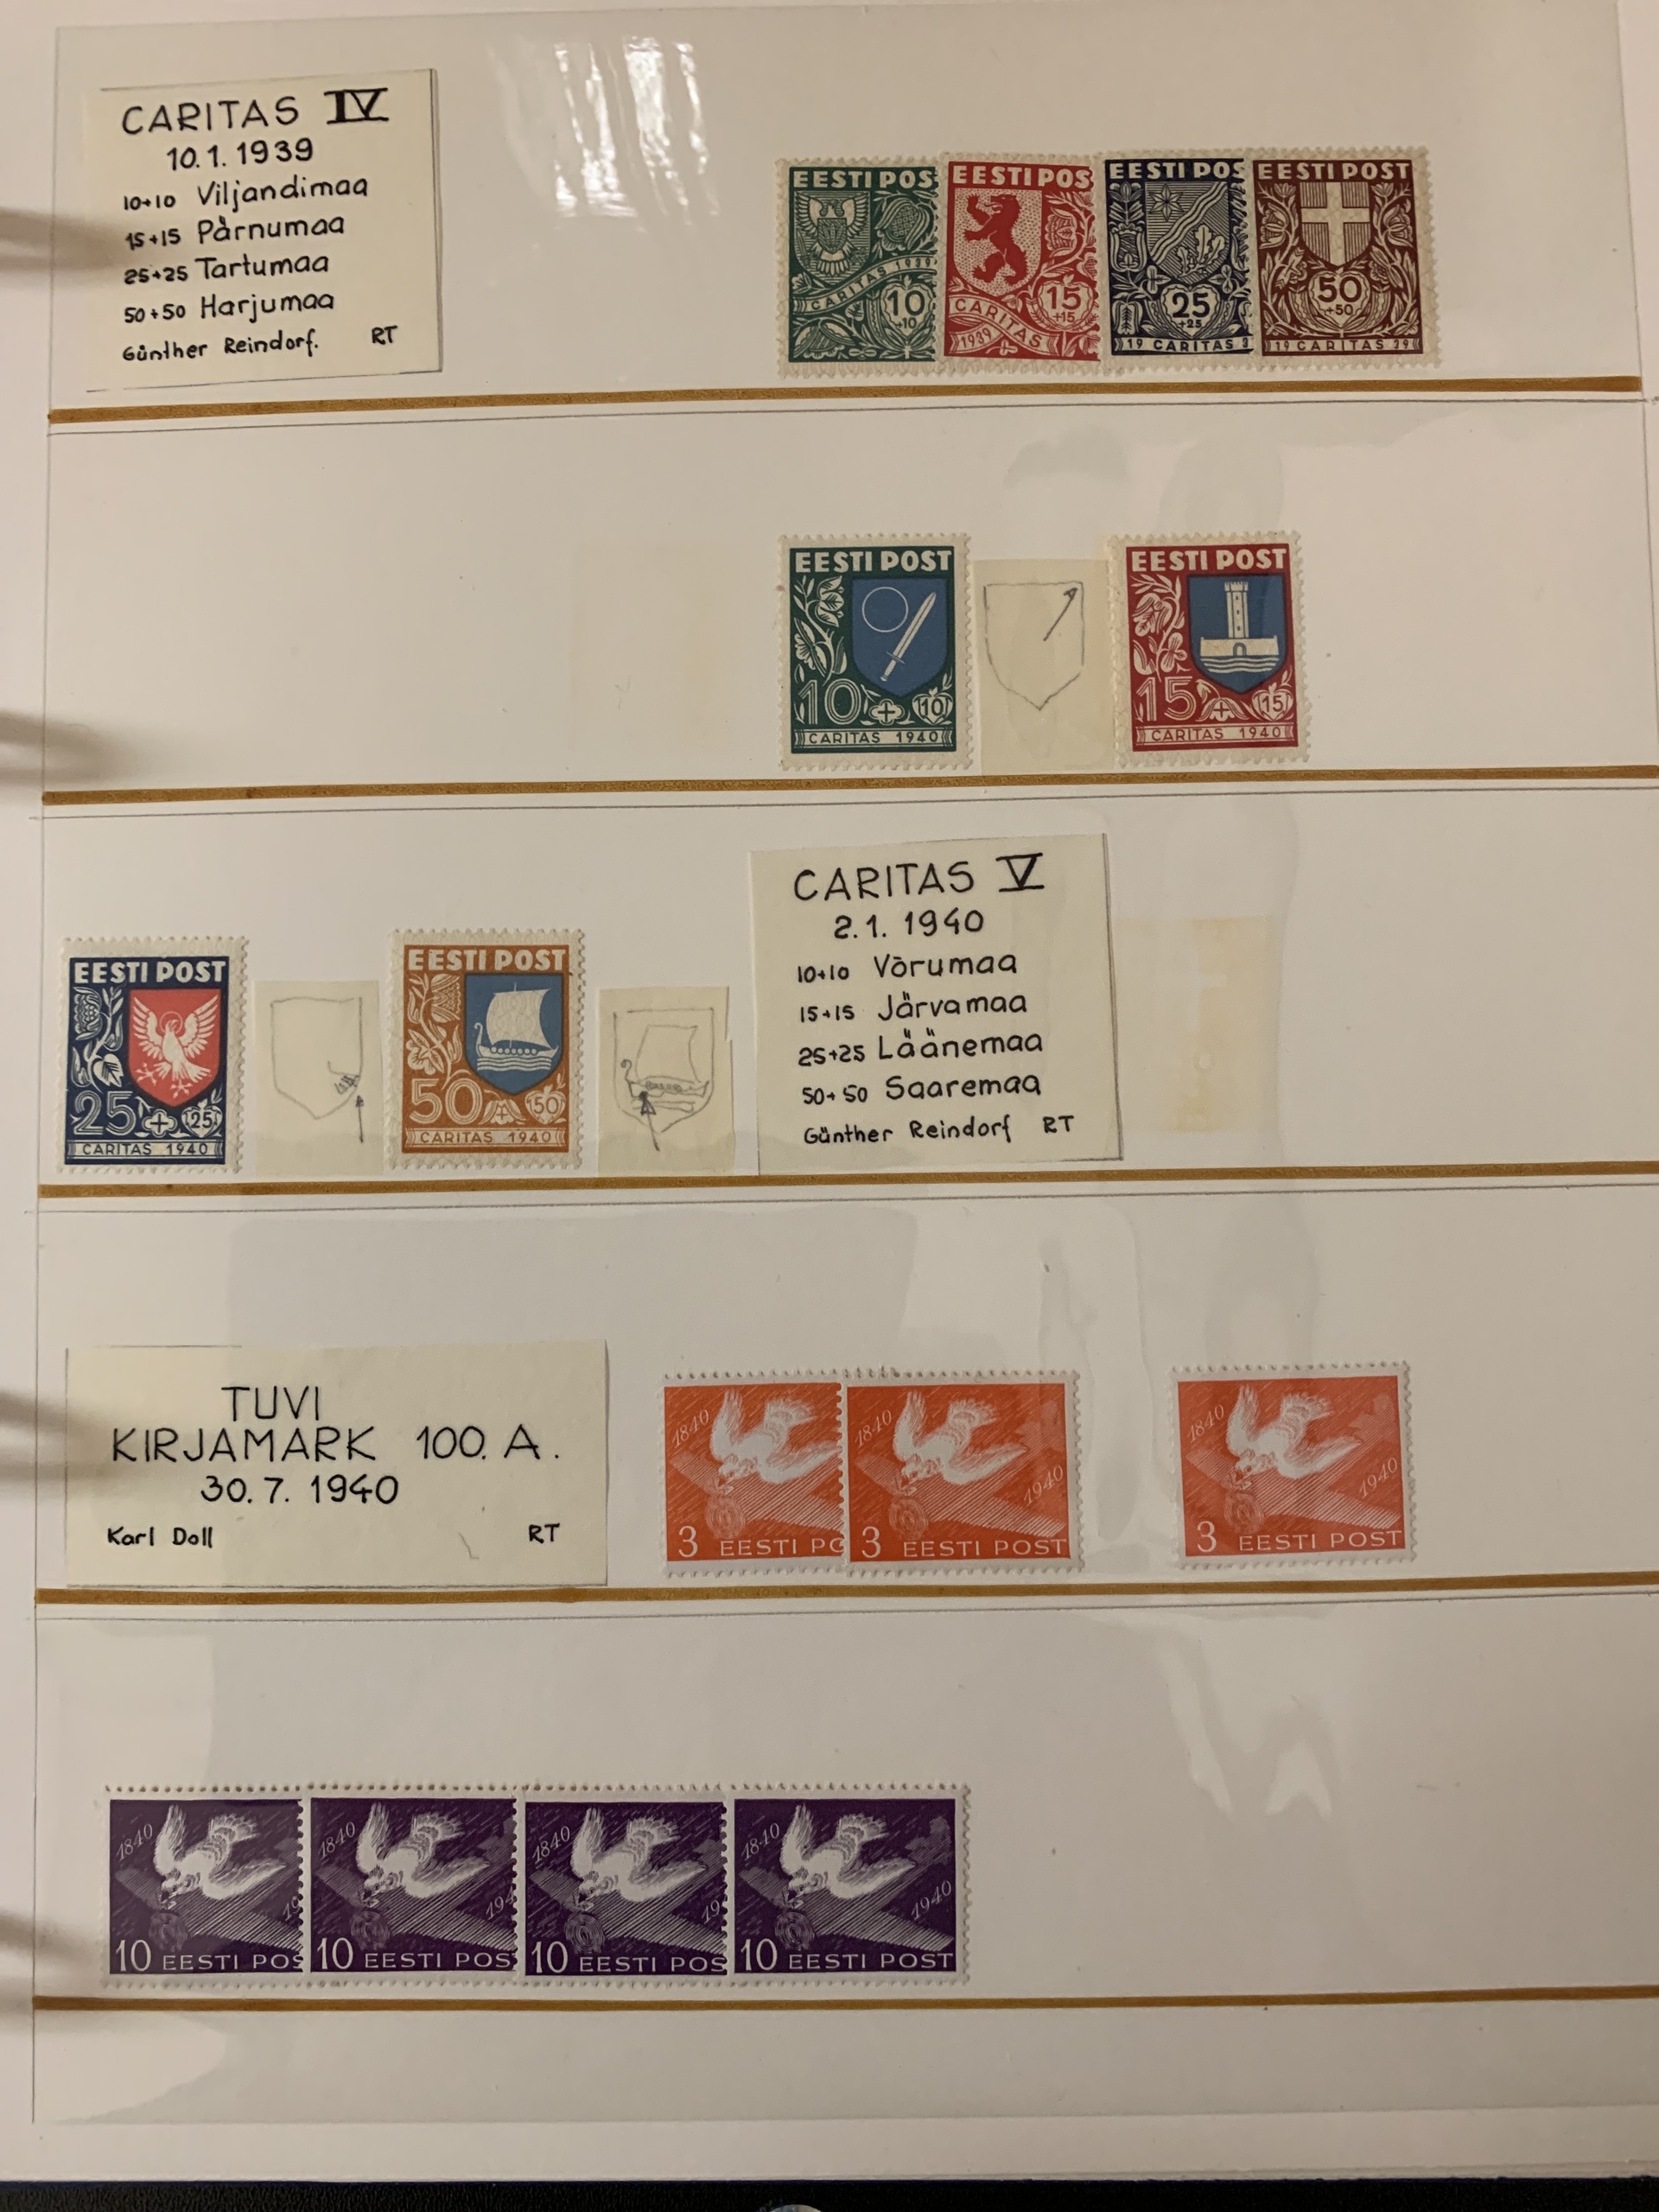 CARITAS IV
10.1.1939
10+10 Viljandimaa
15+15 Pärnumaa
25+25 Tartumaa
50+50 Harjumaa
Günther Reindorf. RT
EESTI POS
CARITAS 1939
10
+10
EESTI POS
15
+15
CARITAS
1939
EESTI POS
25
+25
19 CARITAS 3
EESTI POST
50
+50
19 CARITAS 39
EESTI POST
10 + 10
CARITAS 1940
EESTI POST
15 + 15
CARITAS 1940
EESTI POST
25 + 25
CARITAS 1940
EESTI POST
50 + 50
CARITAS 1940
CARITAS V
2.1. 1940
10+10 Võrumaa
15+15 Järvamaa
25+25 Läänemaa
50+50 Saaremaa
Günther Reindorf RT
TUVI
KIRJAMARK 100. A.
30.7. 1940
Karl Doll RT
1840
3 EESTI PO
1840
1940
3 EESTI POST
1840
1940
3 EESTI POST
1840
19
10 EESTI POS
1840
194
10 EESTI POST
1840
19
10 EESTI POS
1840
1940
10 EESTI POST